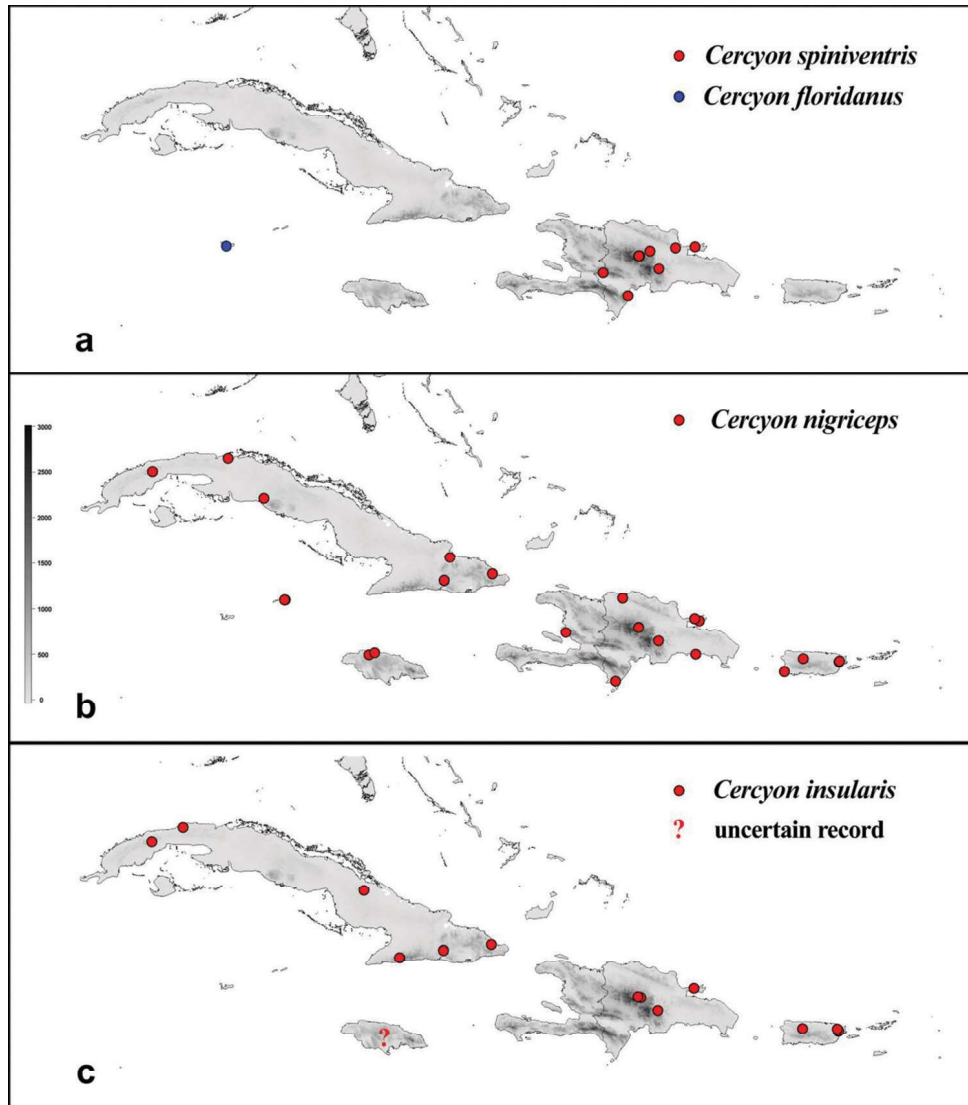 Cercyon spiniventris
Cercyon floridanus
a
Cercyon nigriceps
3000
2500
2000
1500
1000
500
0
b
Cercyon insularis
? uncertain record
?
c